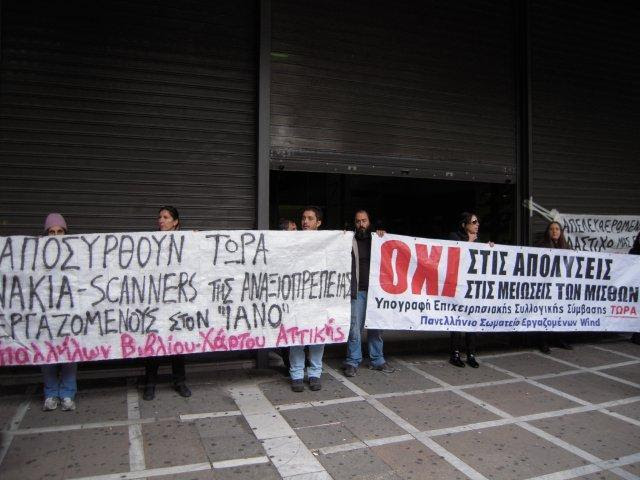 ΑΠΟΣΥΡΘΟΥΝ ΤΩΡΑ
ΝΑΚΙΑ-SCANNERS ΤΗΣ ΑΝΑΞΙΟΠΡΕΠΕΙΑΣ
ΕΡΓΑΖΟΜΕΝΟΥΣ ΣΤΟΝ "ΙΑΝΟ"
Βιβλίου-Χάρτου Αττικής
ΟΧΙ ΣΤΙΣ ΑΠΟΛΥΣΕΙΣ
ΣΤΙΣ ΜΕΙΩΣΕΙΣ ΤΩΝ ΜΙΣΘΩΝ
Υπογραφή Επιχειρησιακής Συλλογικής Σύμβασης ΤΩΡΑ
Πανελλήνιο Σωματείο Εργαζομένων Wind